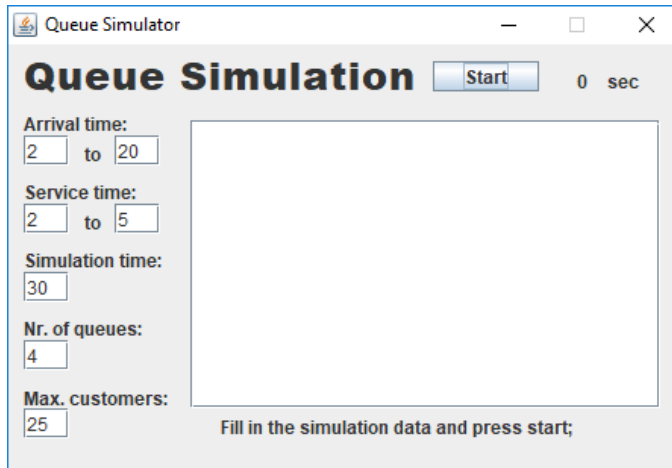 Queue Simulator
Queue Simulation Start 0 sec
Arrival time:
2 to 20
Service time:
2 to 5
Simulation time:
30
Nr. of queues:
4
Max. customers:
25
Fill in the simulation data and press start;